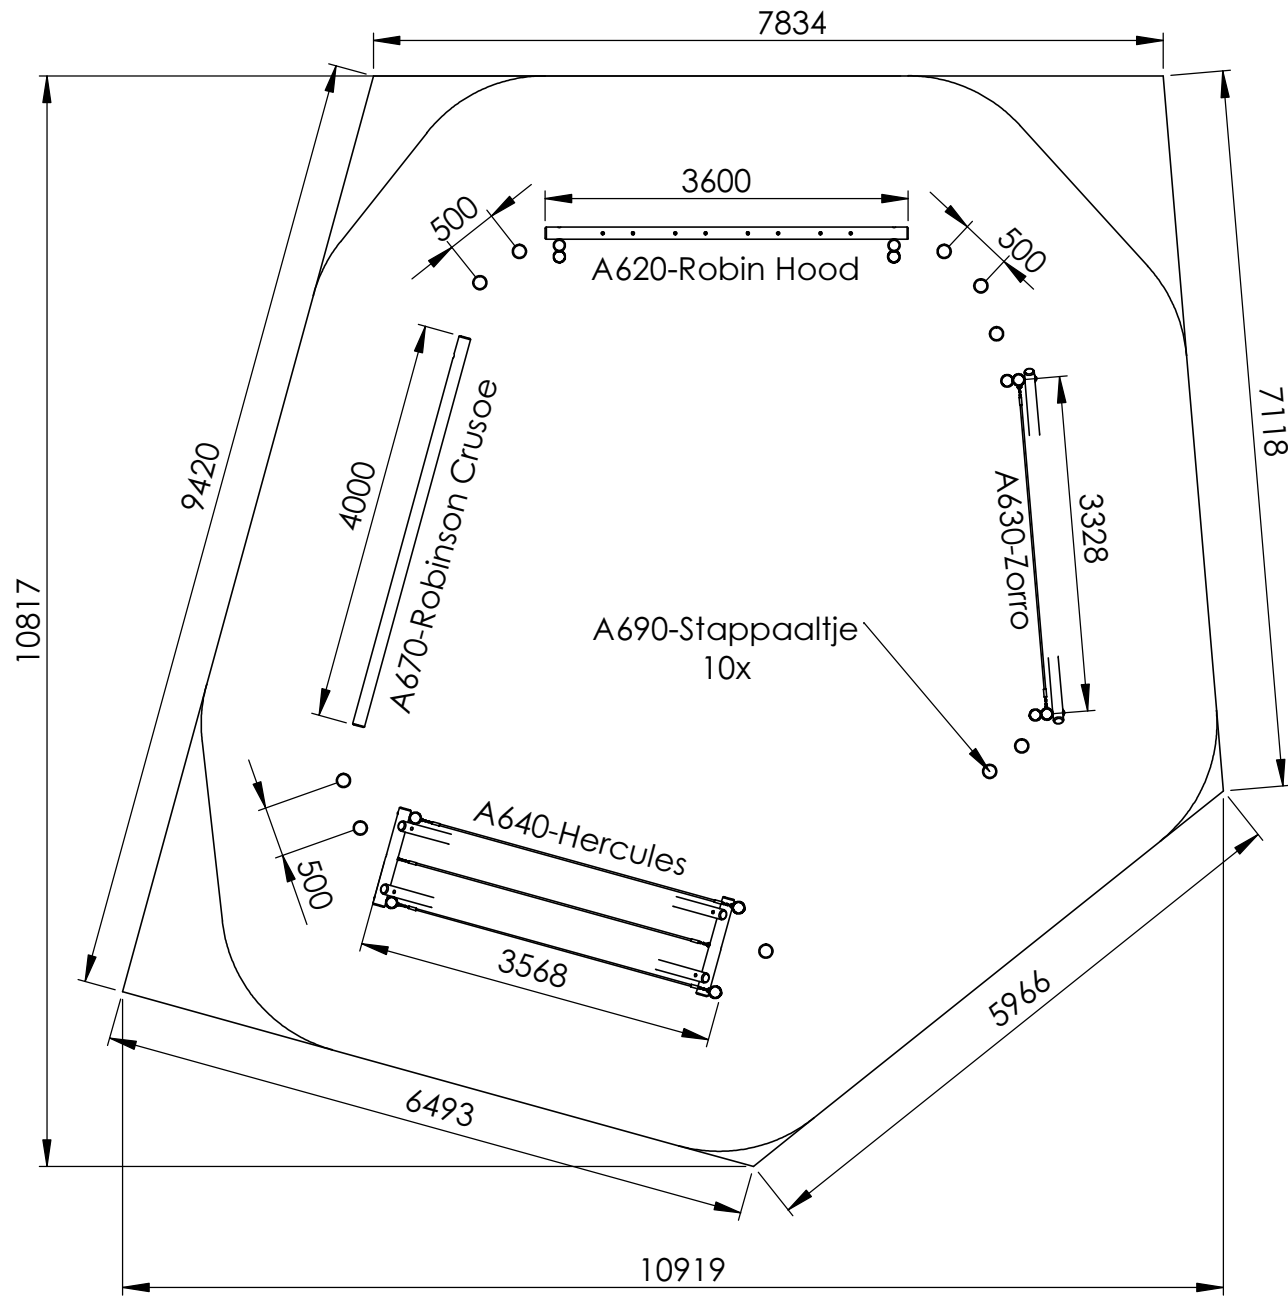 7834
3600
500
500
A620-Robin Hood
7118
9420
4000
A670-Robinson Crusoe
A630-Zorro
3328
10817
A690-Stappaaltje
10x
A640-Hercules
500
3568
5966
6493
10919